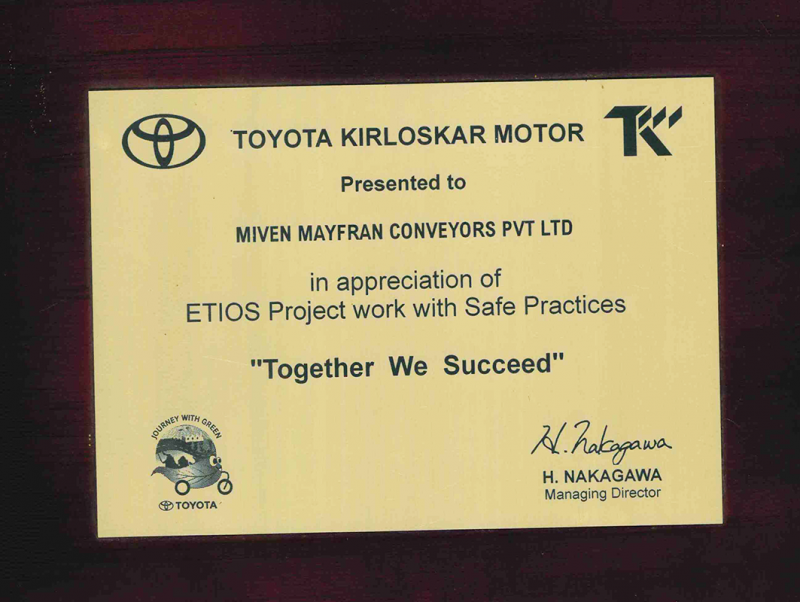 TOYOTA KIRLOSKAR MOTOR
Presented to
MIVEN MAYFRAN CONVEYORS PVT LTD
in appreciation of
ETIOS Project work with Safe Practices
"Together We Succeed"
JOURNEY WITH GREEN
TOYOTA
H. Nakagawa
H. NAKAGAWA
Managing Director